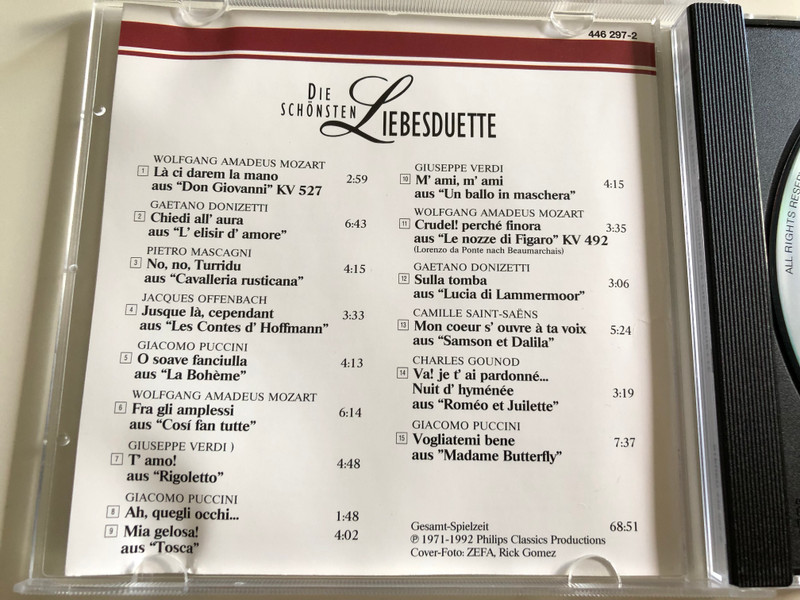 446 297-2
DIE
SCHÖNSTEN LIEBESDUETTE
WOLFGANG AMADEUS MOZART
1 Là ci darem la mano 2:59
aus "Don Giovanni" KV 527
GAETANO DONIZETTI
2 Chiedi all' aura 6:43
aus "L' elisir d' amore"
PIETRO MASCAGNI
3 No, no, Turridu 4:15
aus "Cavalleria rusticana"
JACQUES OFFENBACH
4 Jusque là, cependant 3:33
aus "Les Contes d' Hoffmann"
GIACOMO PUCCINI
5 O soave fanciulla 4:13
aus "La Bohème"
WOLFGANG AMADEUS MOZART
6 Fra gli amplessi 6:14
aus "Cosí fan tutte"
GIUSEPPE VERDI )
7 T' amo! 4:48
aus "Rigoletto"
GIACOMO PUCCINI
8 Ah, quegli occhi... 1:48
9 Mia gelosa! 4:02
aus "Tosca"
GIUSEPPE VERDI
10 M' ami, m' ami 4:15
aus "Un ballo in maschera"
WOLFGANG AMADEUS MOZART
11 Crudel! perché finora 3:35
aus "Le nozze di Figaro" KV 492
(Lorenzo da Ponte nach Beaumarchais)
GAETANO DONIZETTI
12 Sulla tomba 3:06
aus "Lucia di Lammermoor"
CAMILLE SAINT-SAËNS
13 Mon coeur s' ouvre à ta voix 5:24
aus "Samson et Dalila"
CHARLES GOUNOD
14 Va! je t' ai pardonné...
Nuit d' hyménée 3:19
aus "Roméo et Juilette"
GIACOMO PUCCINI
15 Vogliatemi bene 7:37
aus "Madame Butterfly"
Gesamt-Spielzeit 68:51
℗ 1971-1992 Philips Classics Productions
Cover-Foto: ZEFA, Rick Gomez
ALL RIGHTS